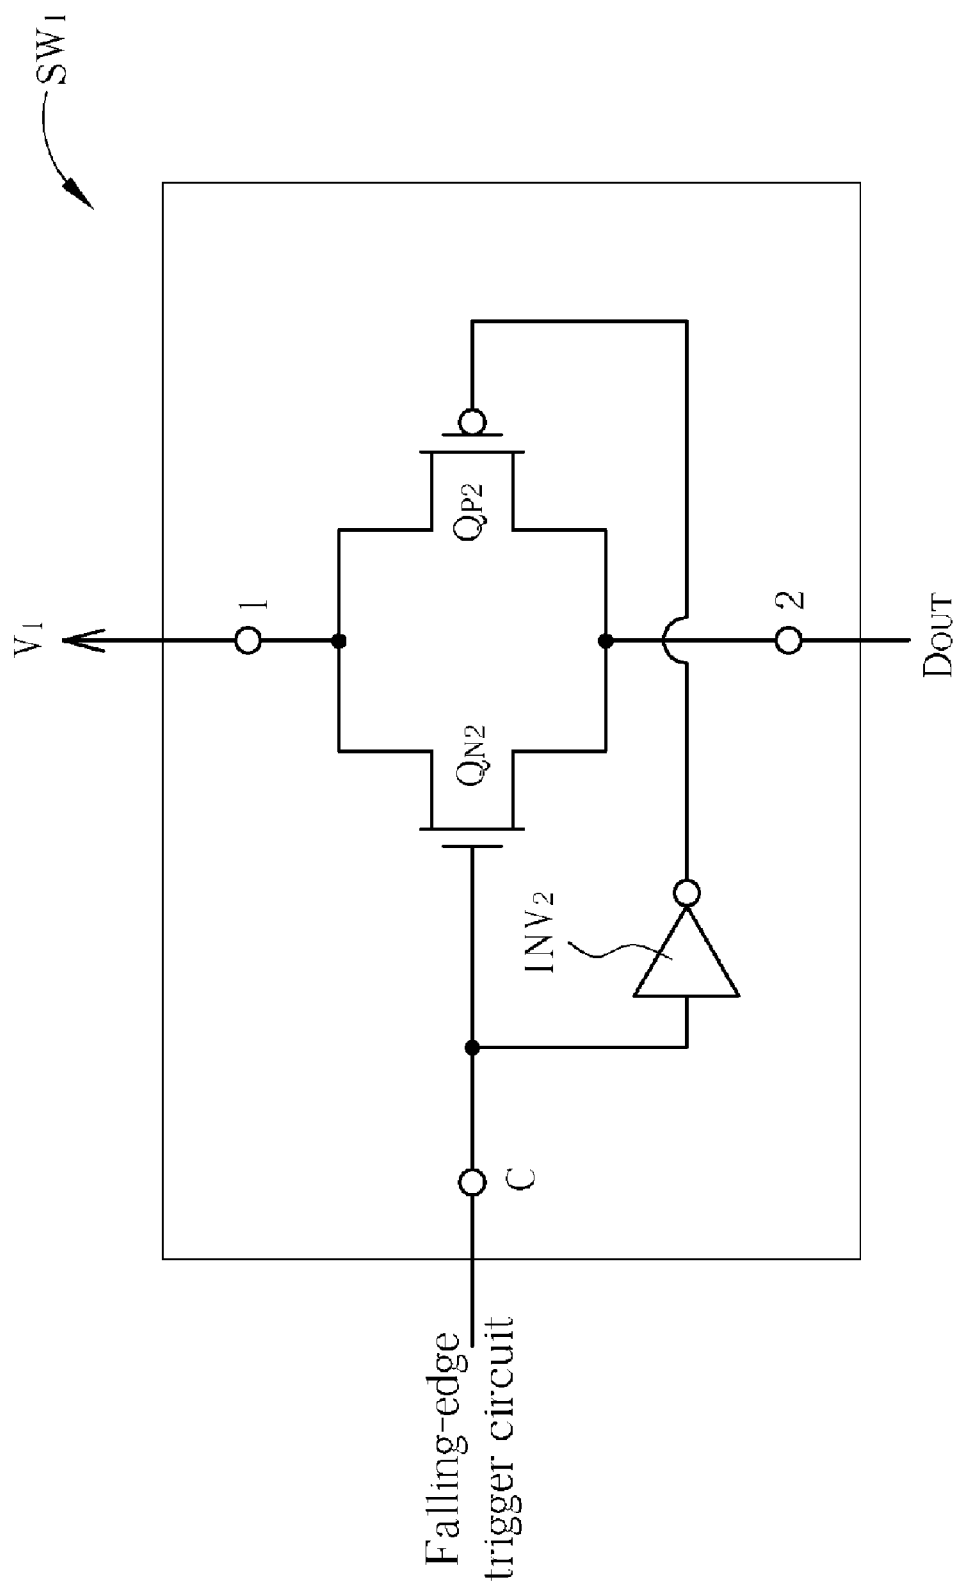 SW1
V1
1
QN2
QP2
INV2
C
2
DOUT
Falling-edge
trigger circuit